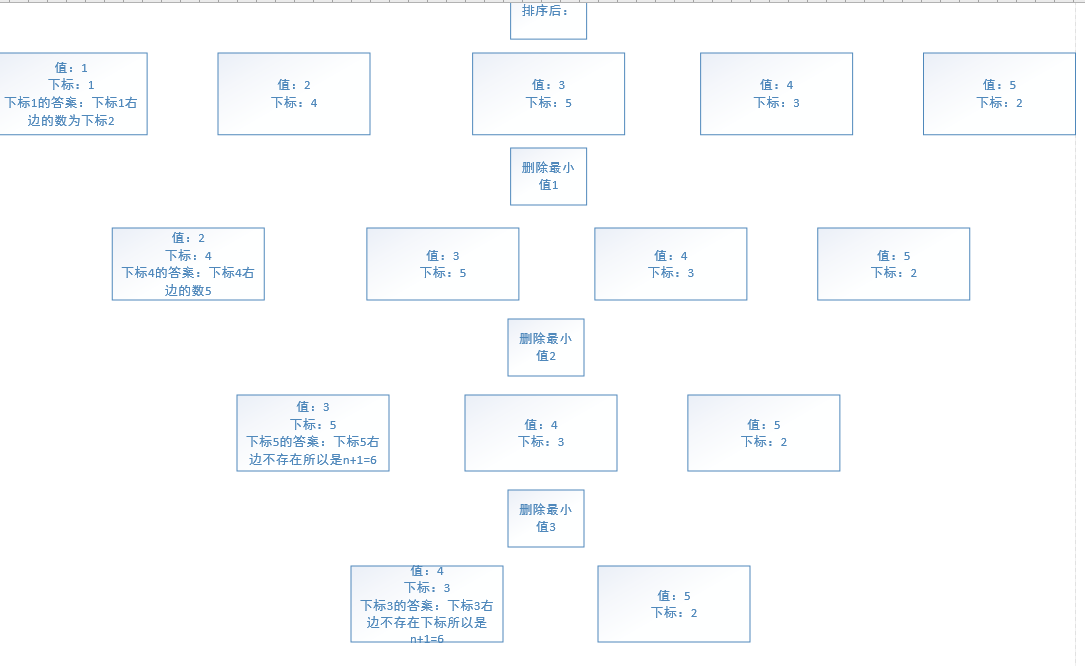 排序后：
值：1
下标：1
下标1的答案：下标1右
边的数为下标2
值：2
下标：4
值：3
下标：5
值：4
下标：3
值：5
下标：2
删除最小
值1
值：2
下标：4
下标4的答案：下标4右
边的数5
值：3
下标：5
值：4
下标：3
值：5
下标：2
删除最小
值2
值：3
下标：5
下标5的答案：下标5右
边不存在所以是n+1=6
值：4
下标：3
值：5
下标：2
删除最小
值3
值：4
下标：3
下标3的答案：下标3右
边不存在下标所以是
n+1=6
值：5
下标：2